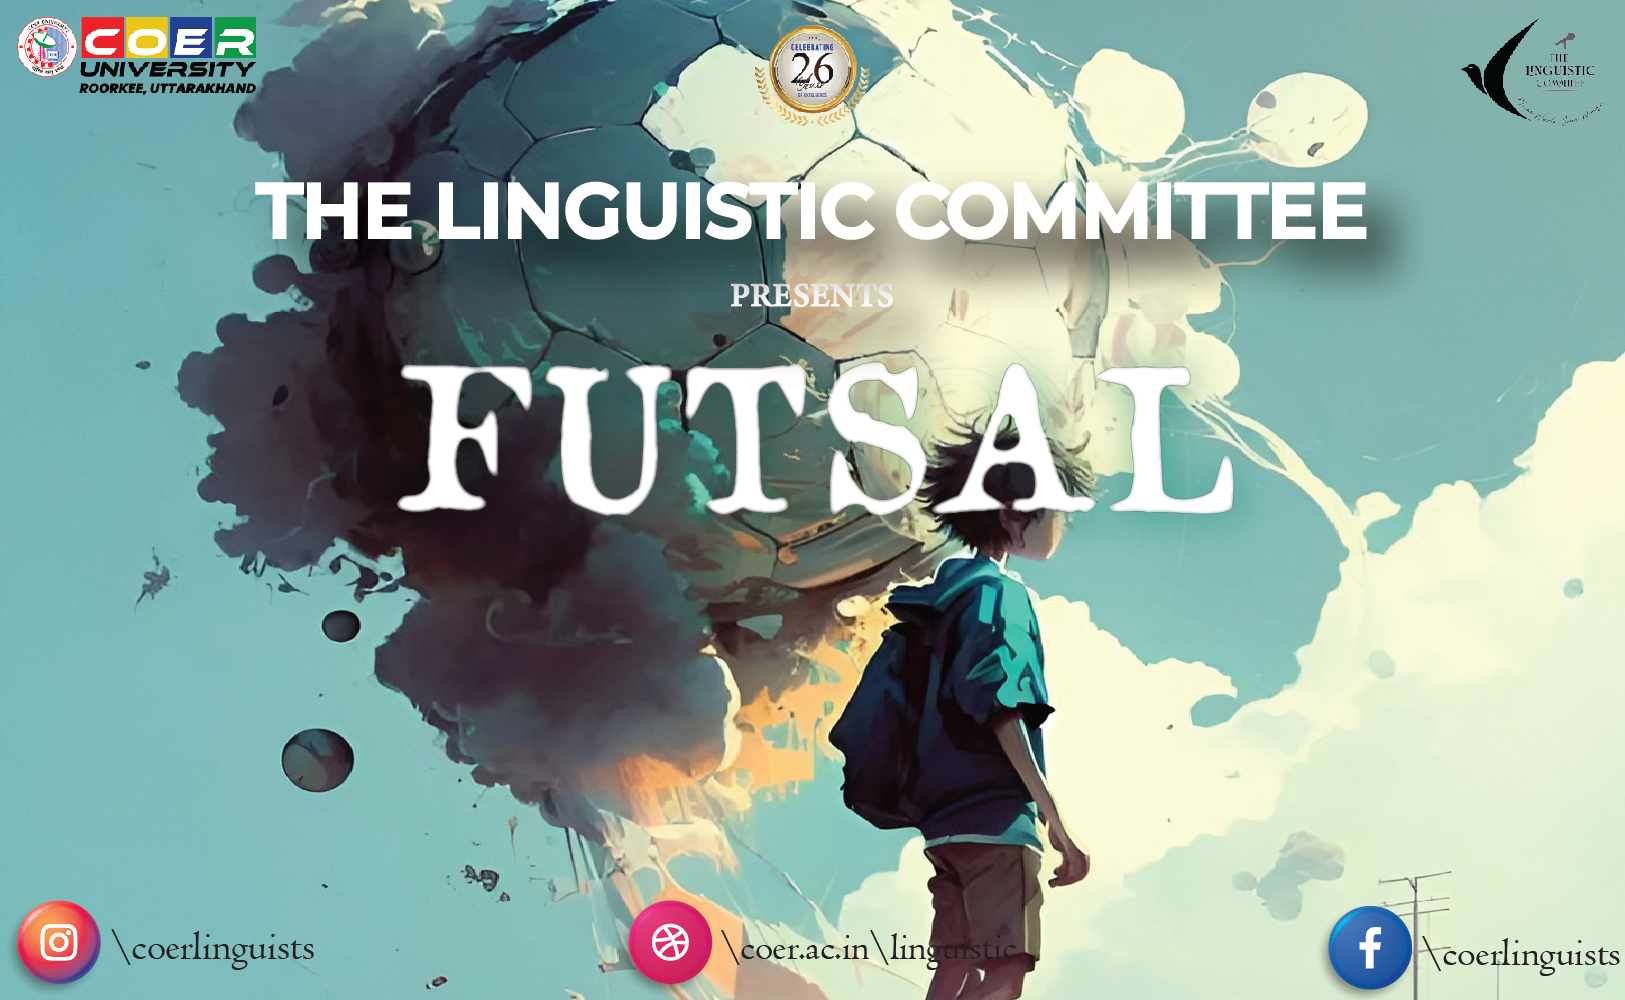 COER
UNIVERSITY
ROORKEE, UTTARAKHAND
CELEBRATING
26
Years
OF EXCELLENCE
THE
LINGUISTIC
COMMITTEE
THE LINGUISTIC COMMITTEE
PRESENTS
FUTSAL
\coerlinguists
\coer.ac.in\linguistic
\coerlinguists